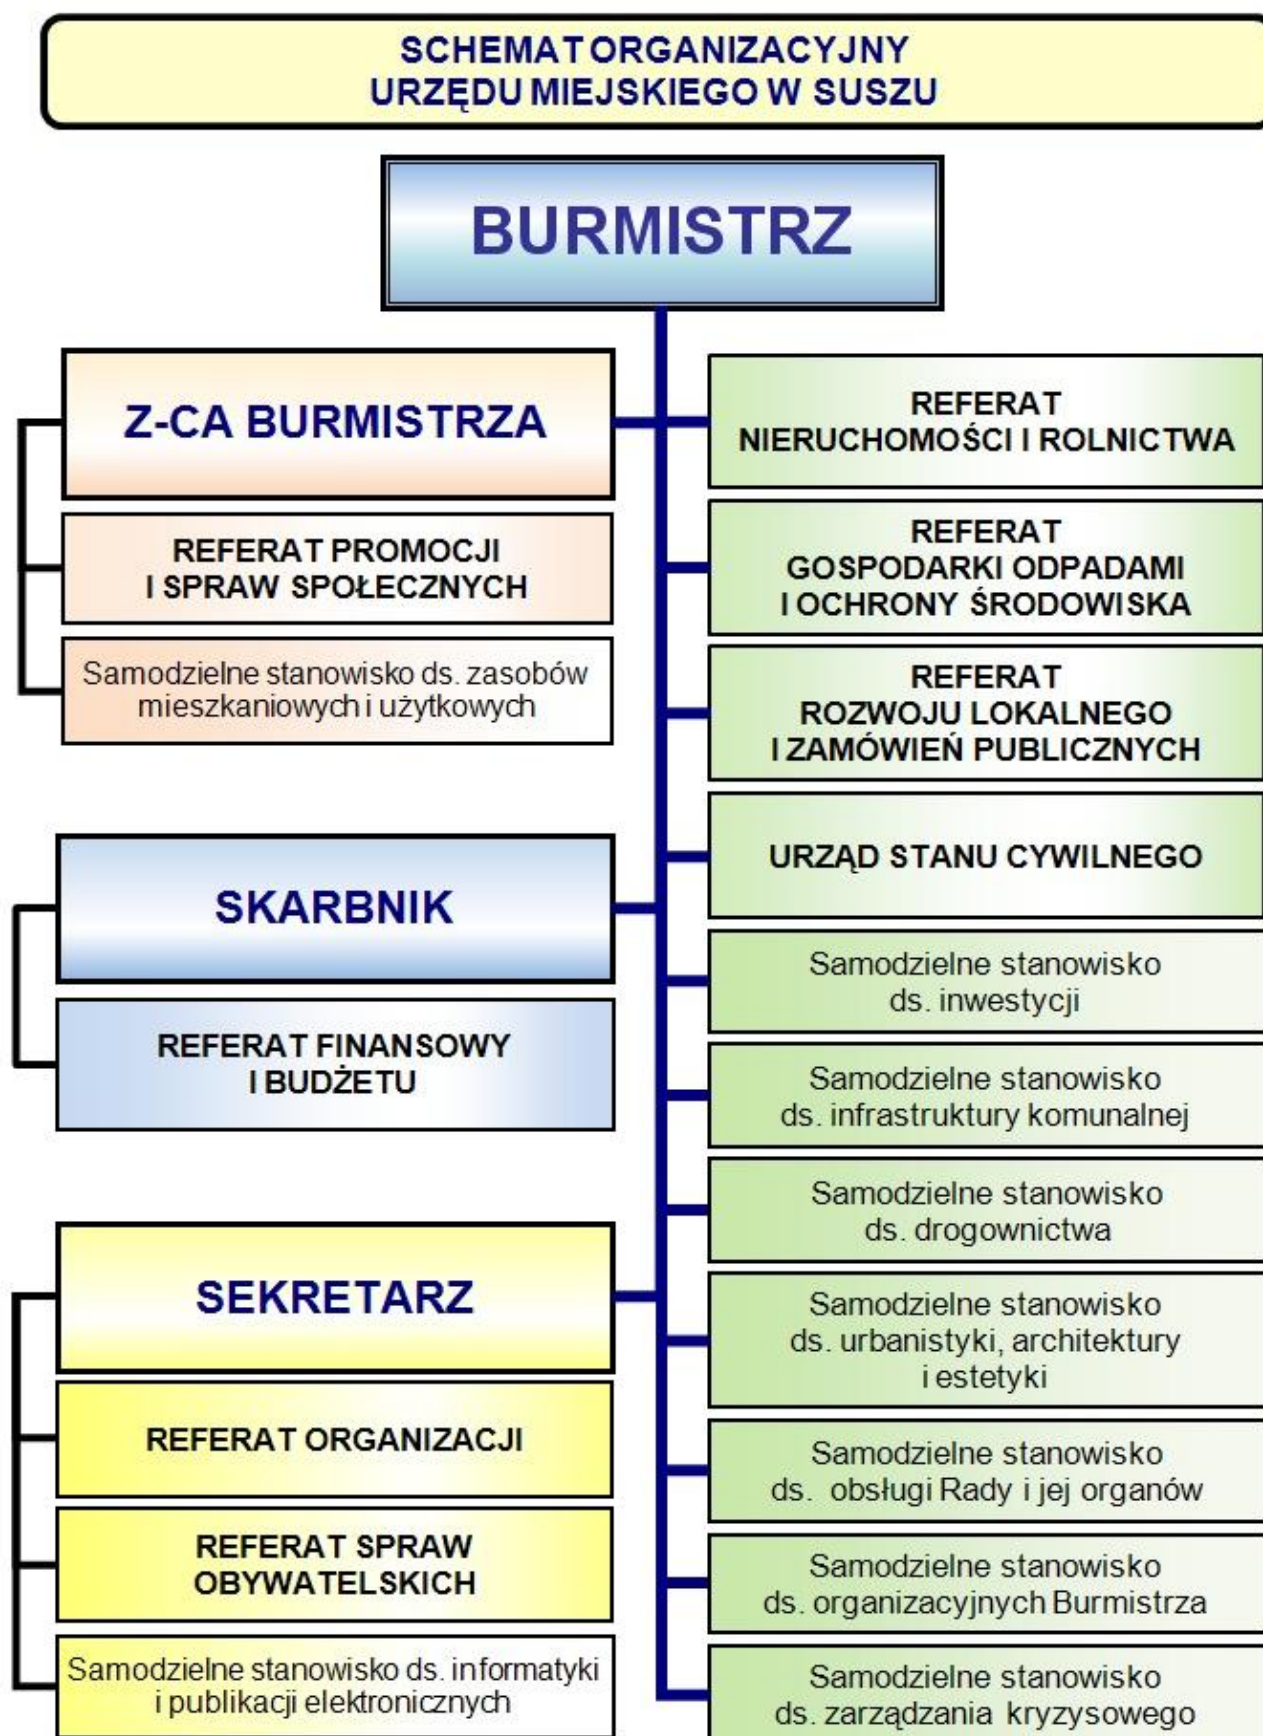 SCHEMAT ORGANIZACYJNY
URZĘDU MIEJSKIEGO W SUSZU
BURMISTRZ
Z-CA BURMISTRZA
REFERAT PROMOCJI
I SPRAW SPOŁECZNYCH
Samodzielne stanowisko ds. zasobów
mieszkaniowych i użytkowych
SKARBNIK
REFERAT FINANSOWY
I BUDŻETU
SEKRETARZ
REFERAT ORGANIZACJI
REFERAT SPRAW
OBYWATELSKICH
Samodzielne stanowisko ds. informatyki
i publikacji elektronicznych
REFERAT
NIERUCHOMOŚCI I ROLNICTWA
REFERAT
GOSPODARKI ODPADAMI
I OCHRONY ŚRODOWISKA
REFERAT
ROZWOJU LOKALNEGO
I ZAMÓWIEŃ PUBLICZNYCH
URZĄD STANU CYWILNEGO
Samodzielne stanowisko
ds. inwestycji
Samodzielne stanowisko
ds. infrastruktury komunalnej
Samodzielne stanowisko
ds. drogownictwa
Samodzielne stanowisko
ds. urbanistyki, architektury
i estetyki
Samodzielne stanowisko
ds. obsługi Rady i jej organów
Samodzielne stanowisko
ds. organizacyjnych Burmistrza
Samodzielne stanowisko
ds. zarządzania kryzysowego